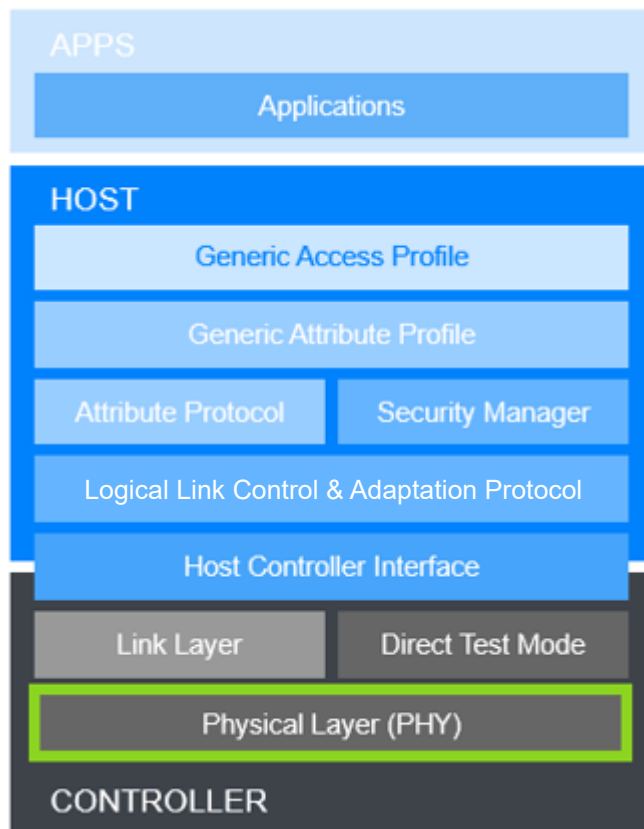 APPS
Applications
HOST
Generic Access Profile
Generic Attribute Profile
Attribute Protocol
Security Manager
Logical Link Control & Adaptation Protocol
Host Controller Interface
Link Layer
Direct Test Mode
Physical Layer (PHY)
CONTROLLER